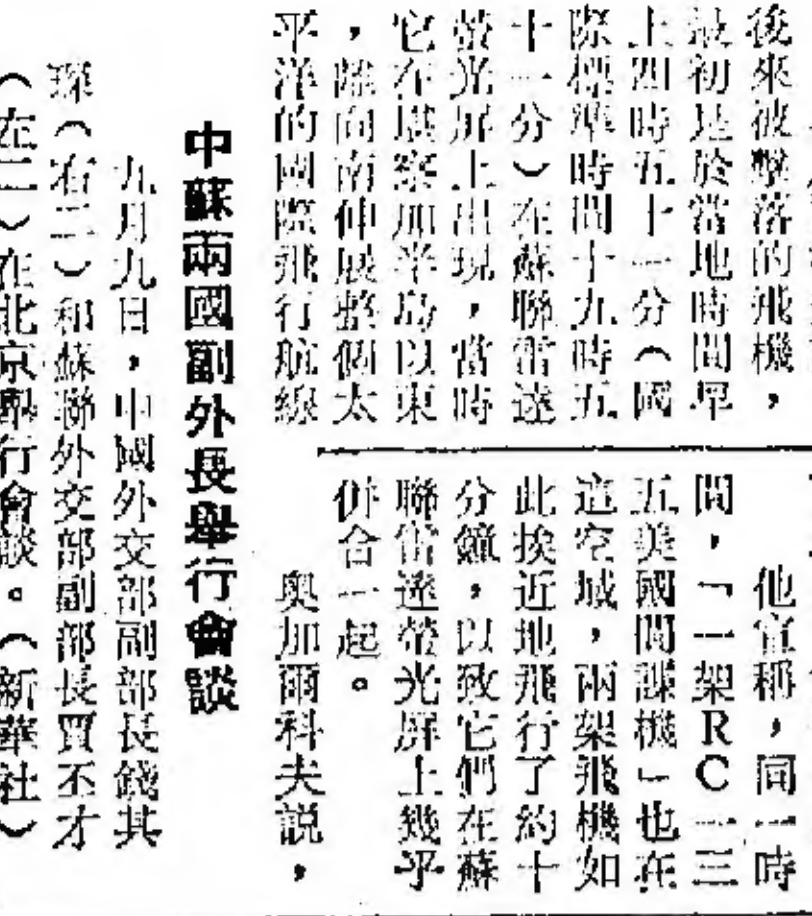 後來被擊落的飛機，
最初是於當地時間早
上四時五十一分（國
際標準時間十九時五
十一分）在蘇聯雷達
螢光屏上出現，當時
它在堪察加半島以東
，離向南伸展整個太
平洋的國際飛行航線
他宣稱，同一時
間，「一架RC一三
五美國間諜機」也在
這空域，兩架飛機如
此挨近地飛行了約十
分鐘，以致它們在蘇
聯雷達螢光屏上幾乎
併合一起。
奧加爾科夫説，
中蘇兩國副外長舉行會談
九月九日，中國外交部副部長錢其
琛（右二）和蘇聯外交部副部長賈丕才
（在二）在北京舉行會談。（新華社）